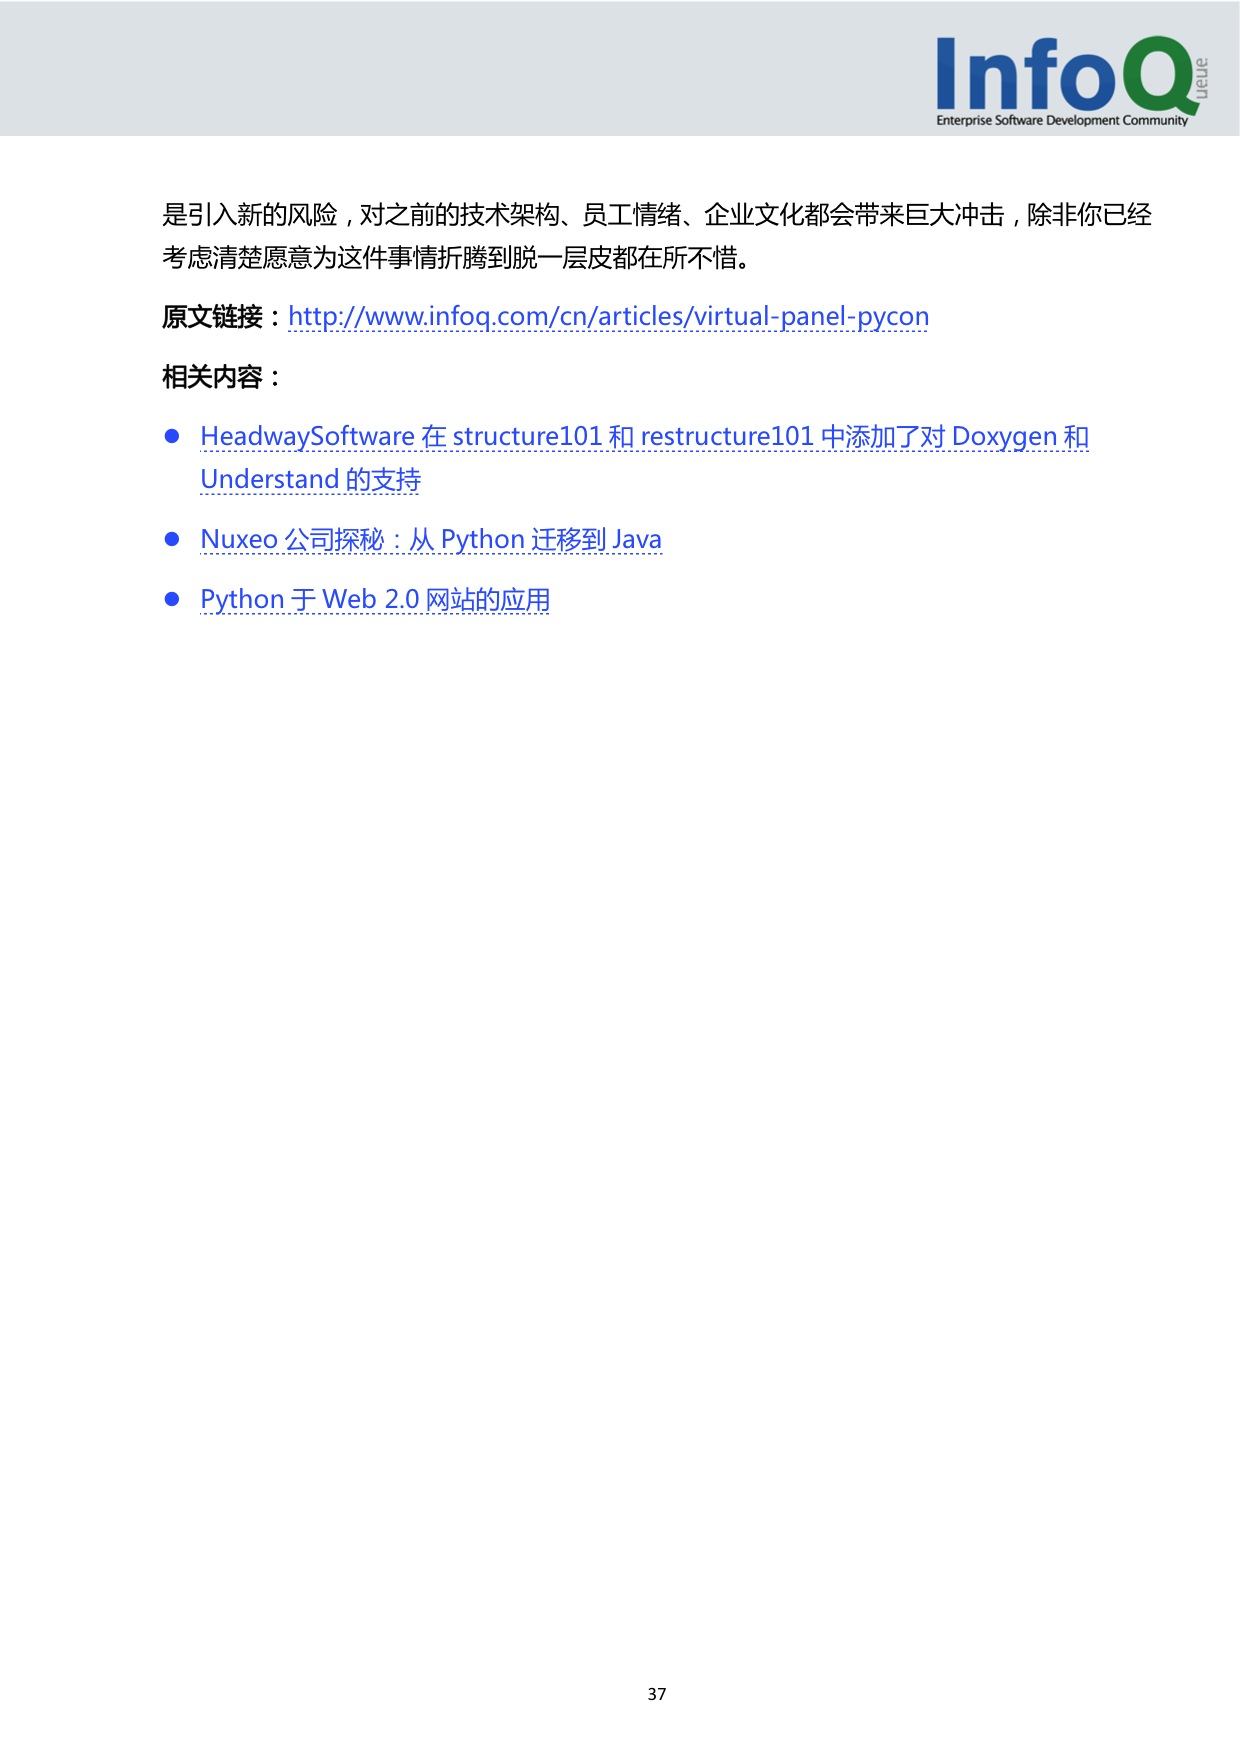 InfoQueue
Enterprise Software Development Community
是引入新的风险，对之前的技术架构、员工情绪、企业文化都会带来巨大冲击，除非你已经
考虑清楚愿意为这件事情折腾到脱一层皮都在所不惜。
原文链接：http://www.infoq.com/cn/articles/virtual-panel-pycon
相关内容：
● HeadwaySoftware 在 structure101 和 restructure101 中添加了对 Doxygen 和
Understand 的支持
● Nuxeo 公司探秘：从 Python 迁移到 Java
● Python 于 Web 2.0 网站的应用
37